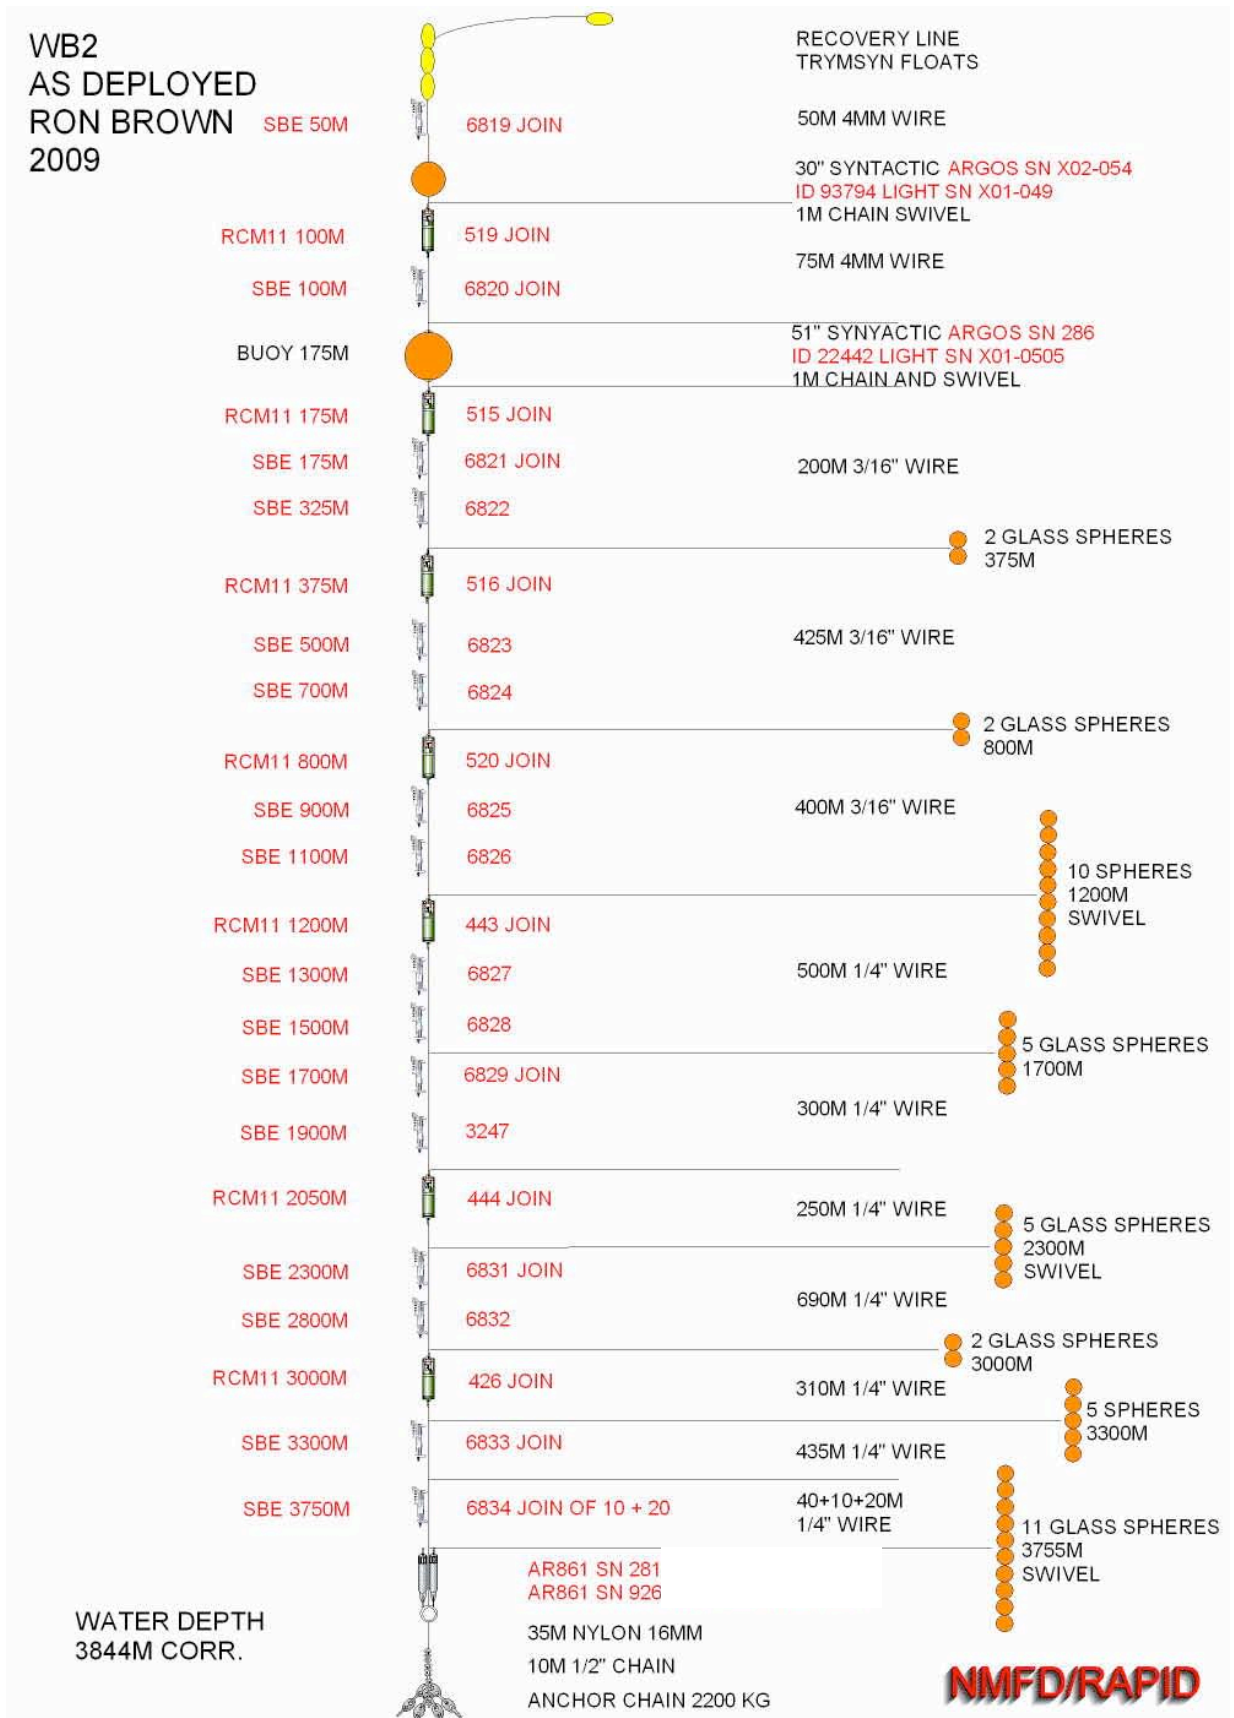 WB2
AS DEPLOYED
RON BROWN
2009
RECOVERY LINE
TRYMSYN FLOATS
SBE 50M
6819 JOIN
50M 4MM WIRE
30" SYNTACTIC ARGOS SN X02-054
ID 93794 LIGHT SN X01-049
1M CHAIN SWIVEL
RCM11 100M
519 JOIN
75M 4MM WIRE
SBE 100M
6820 JOIN
BUOY 175M
51" SYNYACTIC ARGOS SN 286
ID 22442 LIGHT SN X01-0505
1M CHAIN AND SWIVEL
RCM11 175M
515 JOIN
SBE 175M
6821 JOIN
200M 3/16" WIRE
SBE 325M
6822
2 GLASS SPHERES
375M
RCM11 375M
516 JOIN
SBE 500M
6823
425M 3/16" WIRE
SBE 700M
6824
2 GLASS SPHERES
800M
RCM11 800M
520 JOIN
SBE 900M
6825
400M 3/16" WIRE
SBE 1100M
6826
10 SPHERES
1200M
SWIVEL
RCM11 1200M
443 JOIN
SBE 1300M
6827
500M 1/4" WIRE
SBE 1500M
6828
5 GLASS SPHERES
1700M
SBE 1700M
6829 JOIN
300M 1/4" WIRE
SBE 1900M
3247
RCM11 2050M
444 JOIN
250M 1/4" WIRE
5 GLASS SPHERES
2300M
SWIVEL
SBE 2300M
6831 JOIN
690M 1/4" WIRE
SBE 2800M
6832
2 GLASS SPHERES
3000M
RCM11 3000M
426 JOIN
310M 1/4" WIRE
5 SPHERES
3300M
SBE 3300M
6833 JOIN
435M 1/4" WIRE
SBE 3750M
6834 JOIN OF 10 + 20
40+10+20M
1/4" WIRE
11 GLASS SPHERES
3755M
SWIVEL
AR861 SN 281
AR861 SN 926
WATER DEPTH
3844M CORR.
35M NYLON 16MM
10M 1/2" CHAIN
ANCHOR CHAIN 2200 KG
NMFD/RAPID